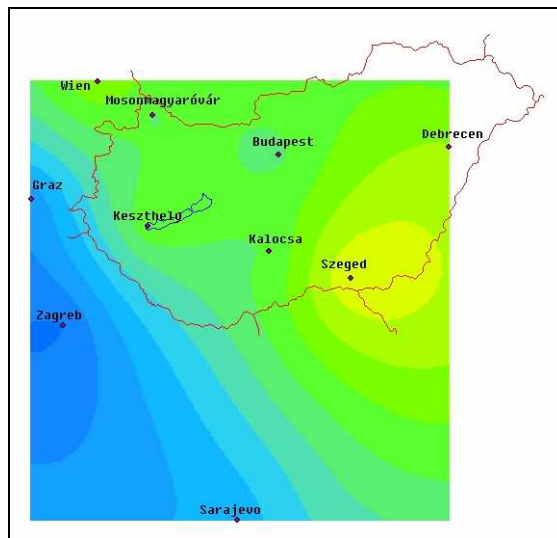 Wien
Mosonmagyaróvár
Budapest
Debrecen
Graz
Keszthely
Kalocsa
Szeged
Zagreb
Sarajevo